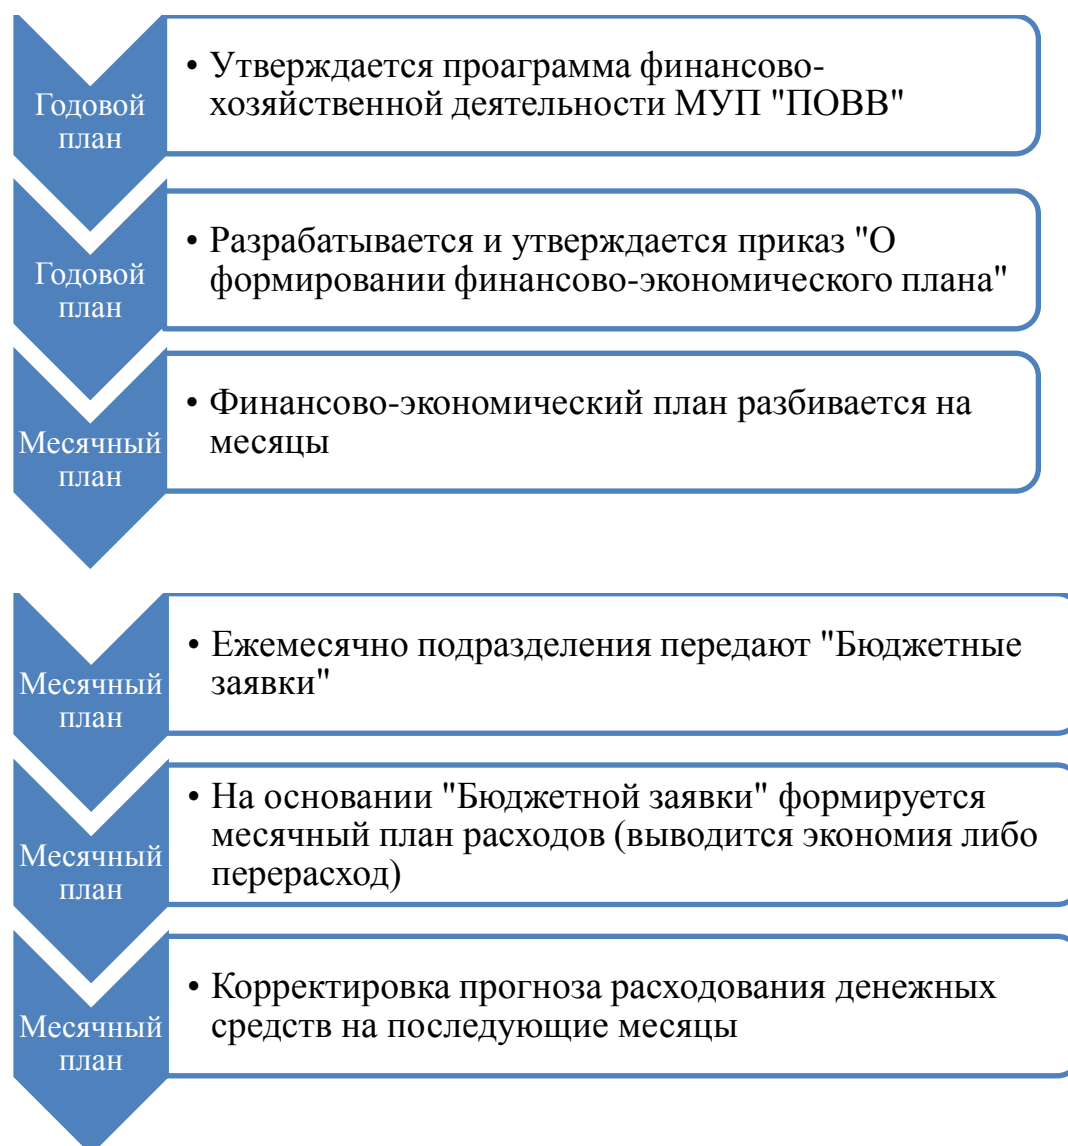 Годовой
план
• Утверждается проаграмма финансово-
хозяйственной деятельности МУП "ПОВВ"
Годовой
план
• Разрабатывается и утверждается приказ "О
формировании финансово-экономического плана"
Месячный
план
• Финансово-экономический план разбивается на
месяцы
Месячный
план
• Ежемесячно подразделения передают "Бюджетные
заявки"
Месячный
план
• На основании "Бюджетной заявки" формируется
месячный план расходов (выводится экономия либо
перерасход)
Месячный
план
• Корректировка прогноза расходования денежных
средств на последующие месяцы